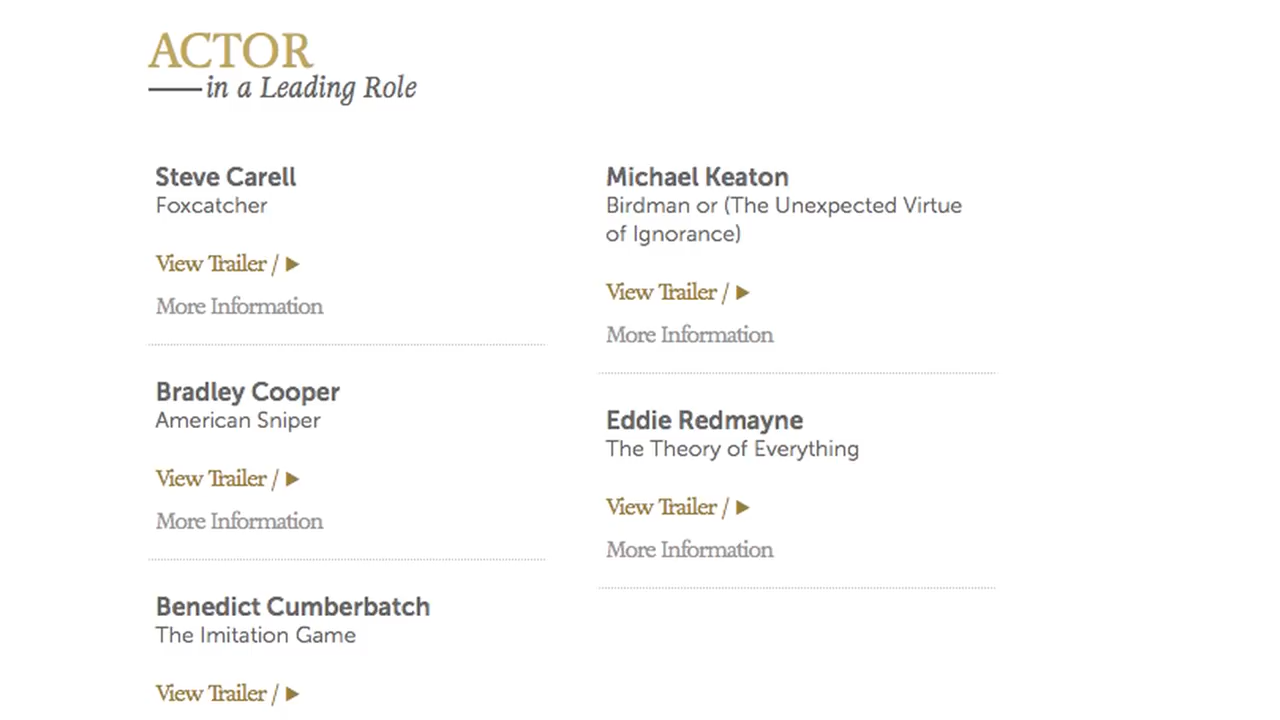 ACTOR
in a Leading Role
Steve Carell
Foxcatcher
View Trailer / ▶
More Information
Bradley Cooper
American Sniper
View Trailer / ▶
More Information
Benedict Cumberbatch
The Imitation Game
View Trailer / ▶
Michael Keaton
Birdman or (The Unexpected Virtue
of Ignorance)
View Trailer / ▶
More Information
Eddie Redmayne
The Theory of Everything
View Trailer / ▶
More Information